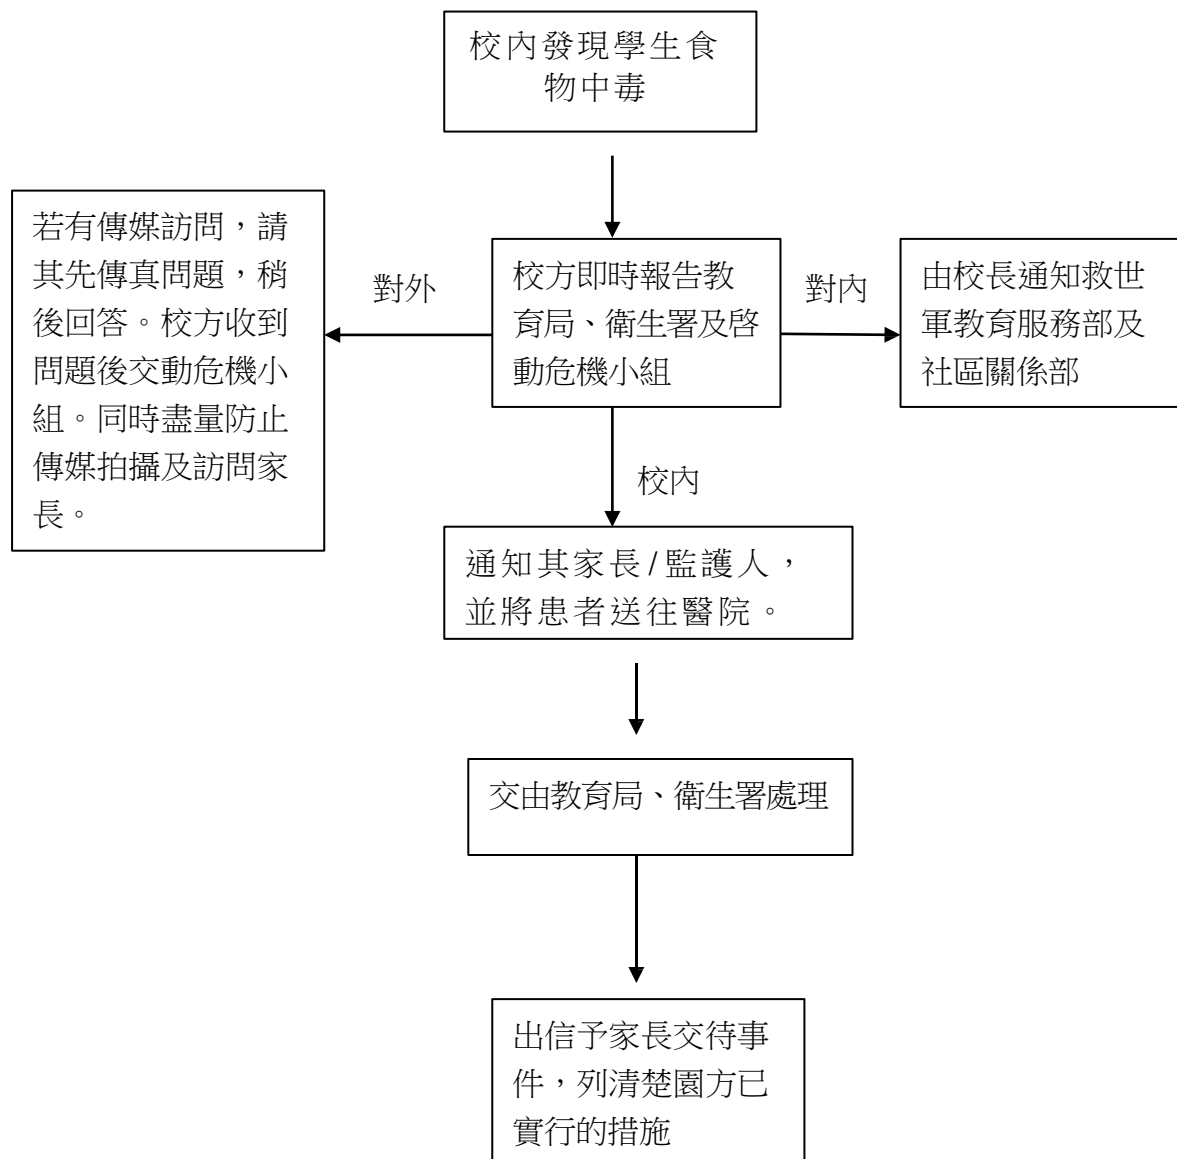 校內發現學生食
物中毒
若有傳媒訪問，請
其先傳真問題，稍
後回答。校方收到
問題後交動危機小
組。同時盡量防止
傳媒拍攝及訪問家
長。
對外
校方即時報告教
育局、衛生署及啓
動危機小組
對內
由校長通知救世
軍教育服務部及
社區關係部
校內
通知其家長/監護人，
並將患者送往醫院。
交由教育局、衛生署處理
出信予家長交待事
件，列清楚園方已
實行的措施